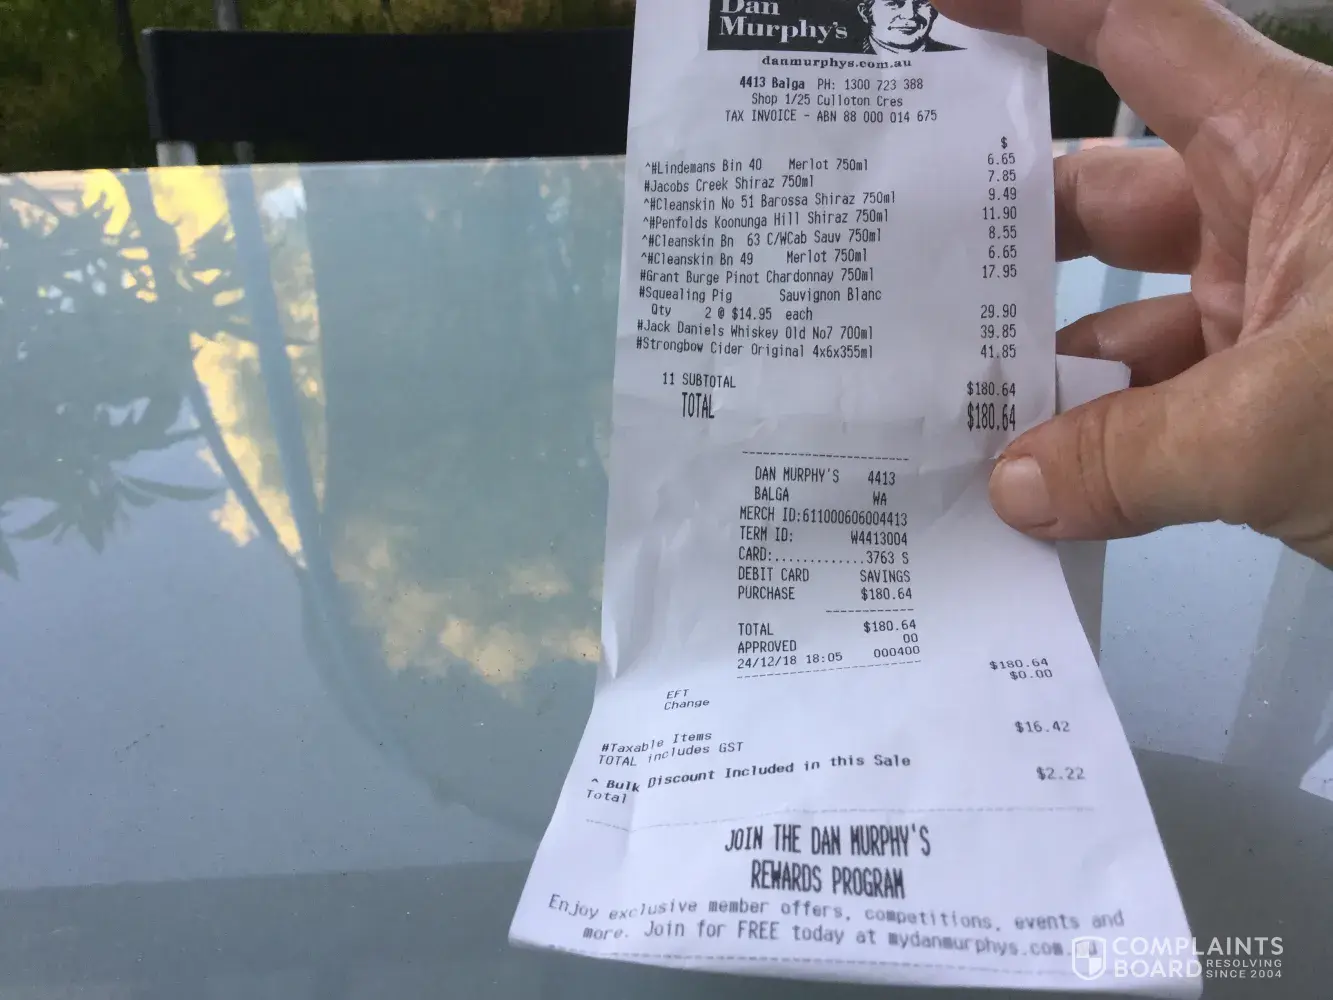 Dan
Murphy's
danmurphys.com.au
4413 Balga PH: 1300 723 388
Shop 1/25 Culloton Cres
TAX INVOICE - ABN 88 000 014 675
$
^#Lindemans Bin 40 Merlot 750ml 6.65
#Jacobs Creek Shiraz 750ml 7.85
^#Cleanskin No 51 Barossa Shiraz 750ml 9.49
^#Penfolds Koonunga Hill Shiraz 750ml 11.90
^#Cleanskin Bn 63 C/WCab Sauv 750ml 8.55
^#Cleanskin Bn 49 Merlot 750ml 6.65
#Grant Burge Pinot Chardonnay 750ml 17.95
#Squealing Pig Sauvignon Blanc
Qty 2 @ $14.95 each 29.90
#Jack Daniels Whiskey Old No7 700ml 39.85
#Strongbow Cider Original 4x6x355ml 41.85
11 SUBTOTAL $180.64
TOTAL $180.64
DAN MURPHY'S 4413
BALGA WA
MERCH ID:611000606004413
TERM ID: W4413004
CARD:.............3763 S
DEBIT CARD SAVINGS
PURCHASE $180.64
TOTAL $180.64
APPROVED 00
24/12/18 18:05 000400
EFT $180.64
Change $0.00
#Taxable Items
TOTAL includes GST $16.42
^ Bulk Discount Included in this Sale
Total $2.22
JOIN THE DAN MURPHY'S
REWARDS PROGRAM
Enjoy exclusive member offers, competitions, events and
more. Join for FREE today at mydanmurphys.com.au
COMPLAINTS
BOARD RESOLVING
SINCE 2004